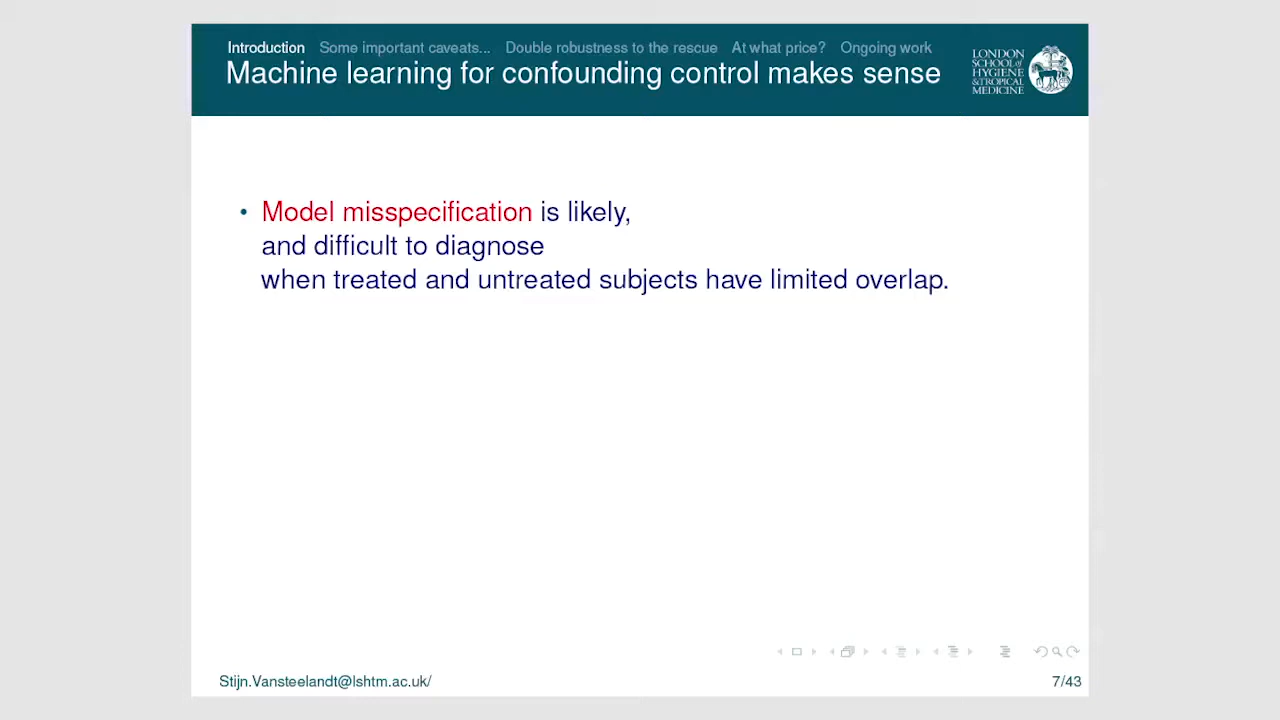 Introduction Some important caveats... Double robustness to the rescue At what price? Ongoing work
Machine learning for confounding control makes sense
LONDON
SCHOOL of
HYGIENE
& TROPICAL
MEDICINE
• Model misspecification is likely,
and difficult to diagnose
when treated and untreated subjects have limited overlap.
Stijn.Vansteelandt@lshtm.ac.uk/ 7/43